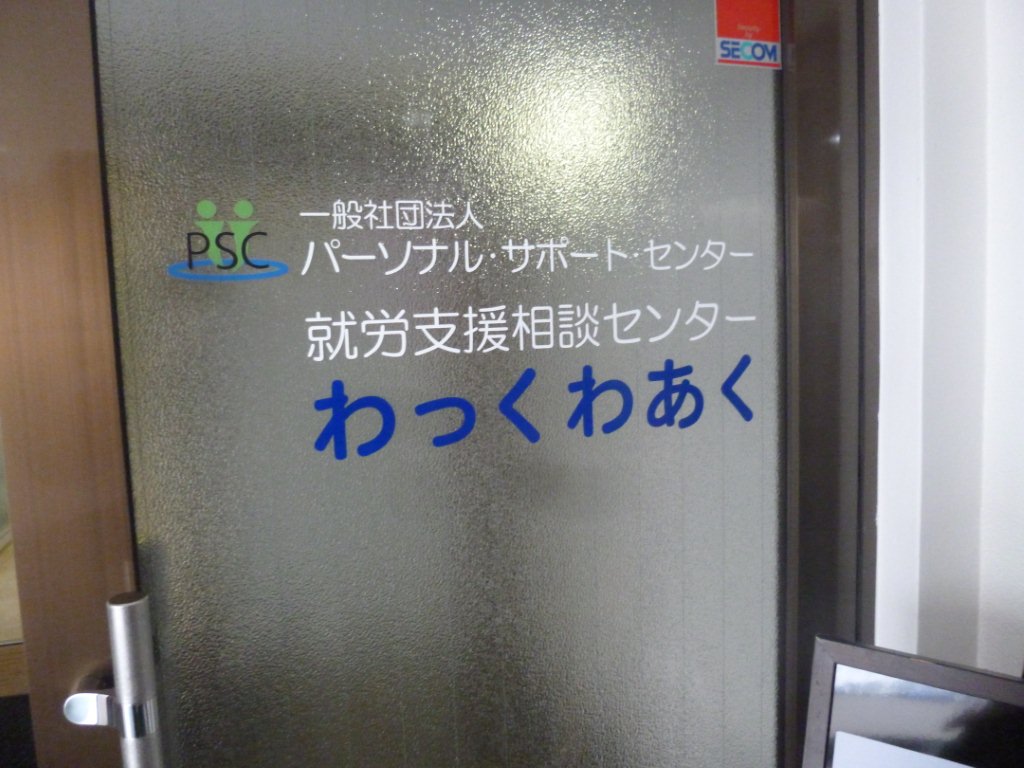 SECOM
一般社団法人
PSC パーソナル・サポート・センター
就労支援相談センター
わっくわあく